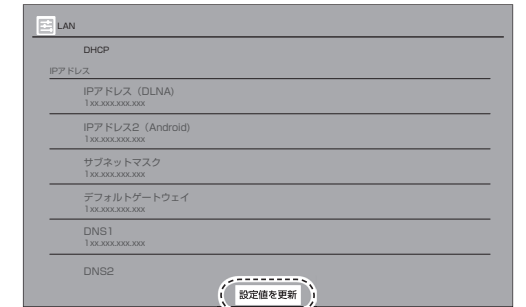 LAN
DHCP
IPアドレス
IPアドレス（DLNA）
1xx.xxx.xxx.xxx
IPアドレス2（Android）
1xx.xxx.xxx.xxx
サブネットマスク
1xx.xxx.xxx.xxx
デフォルトゲートウェイ
1xx.xxx.xxx.xxx
DNS1
1xx.xxx.xxx.xxx
DNS2
設定値を更新